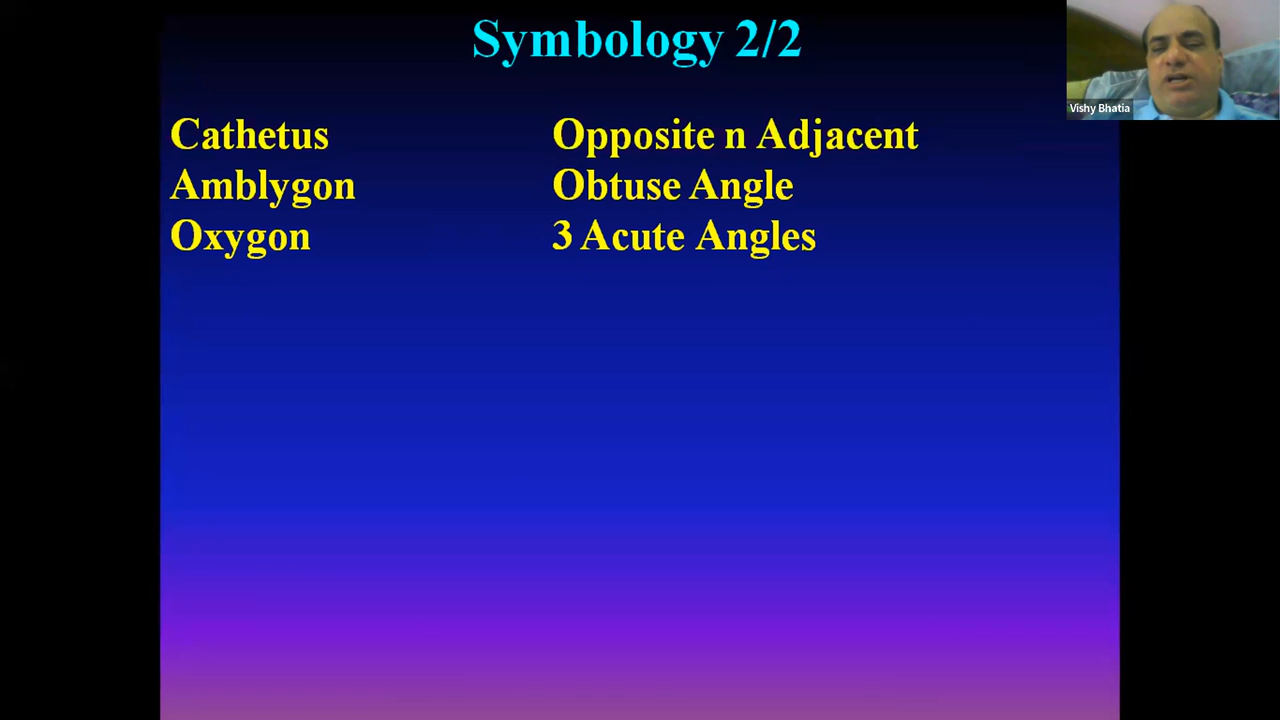 Symbology 2/2
Vishy Bhatia
Cathetus Opposite n Adjacent
Amblygon Obtuse Angle
Oxygon 3 Acute Angles